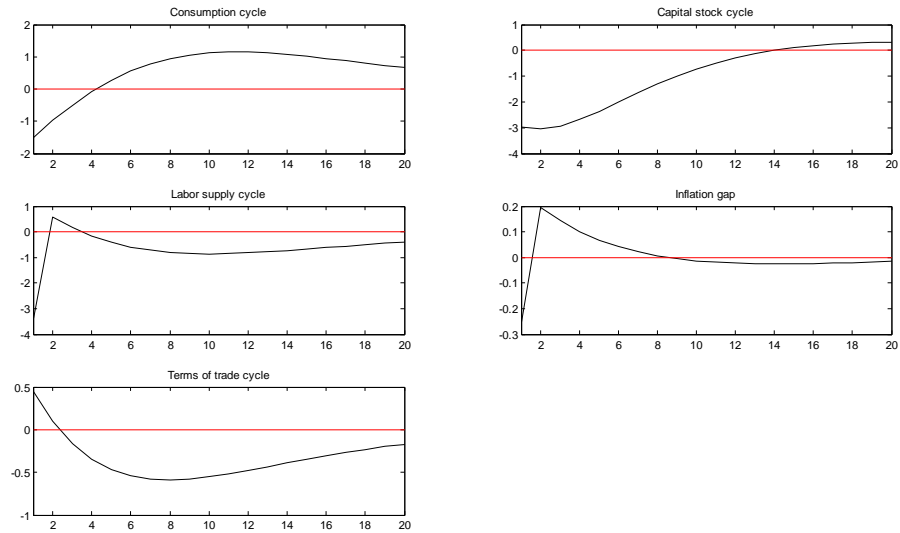 Consumption cycle
2
1
0
-1
-2
2 4 6 8 10 12 14 16 18 20
Capital stock cycle
1
0
-1
-2
-3
-4
2 4 6 8 10 12 14 16 18 20
Labor supply cycle
1
0
-1
-2
-3
-4
2 4 6 8 10 12 14 16 18 20
Inflation gap
0.2
0.1
0
-0.1
-0.2
-0.3
2 4 6 8 10 12 14 16 18 20
Terms of trade cycle
0.5
0
-0.5
-1
2 4 6 8 10 12 14 16 18 20